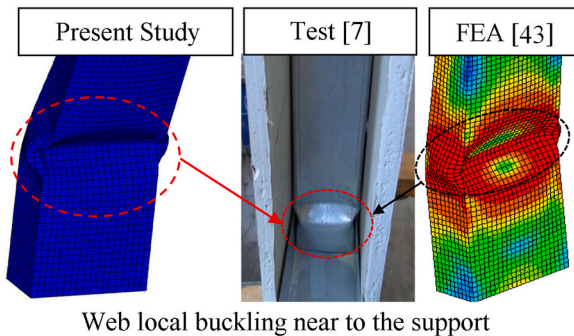 Present Study
Test [7]
FEA [43]
Web local buckling near to the support